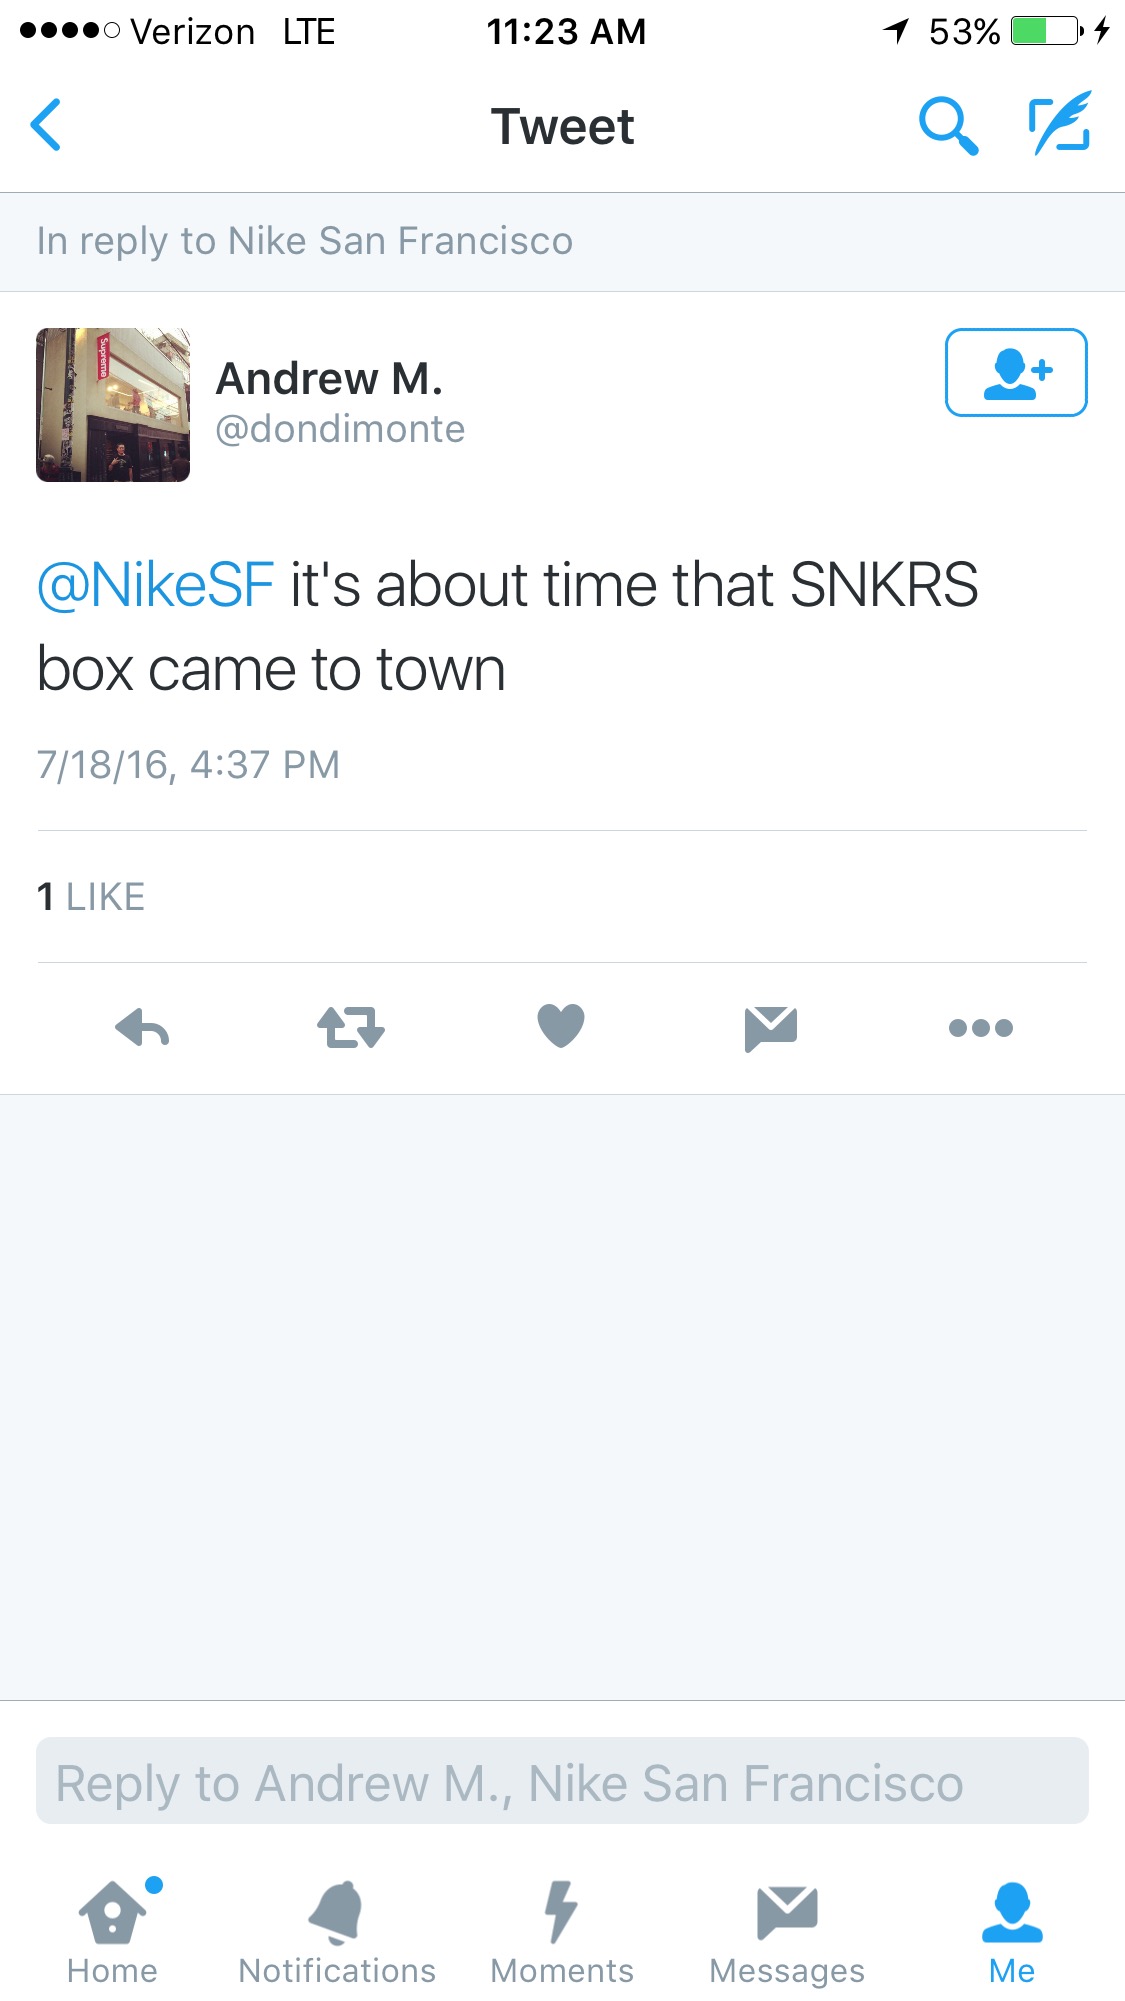 Verizon LTE 11:23 AM 53%
Tweet
In reply to Nike San Francisco
Supreme
Andrew M.
@dondimonte
@NikeSF it's about time that SNKRS
box came to town
7/18/16, 4:37 PM
1 LIKE
Reply to Andrew M., Nike San Francisco
Home Notifications Moments Messages Me